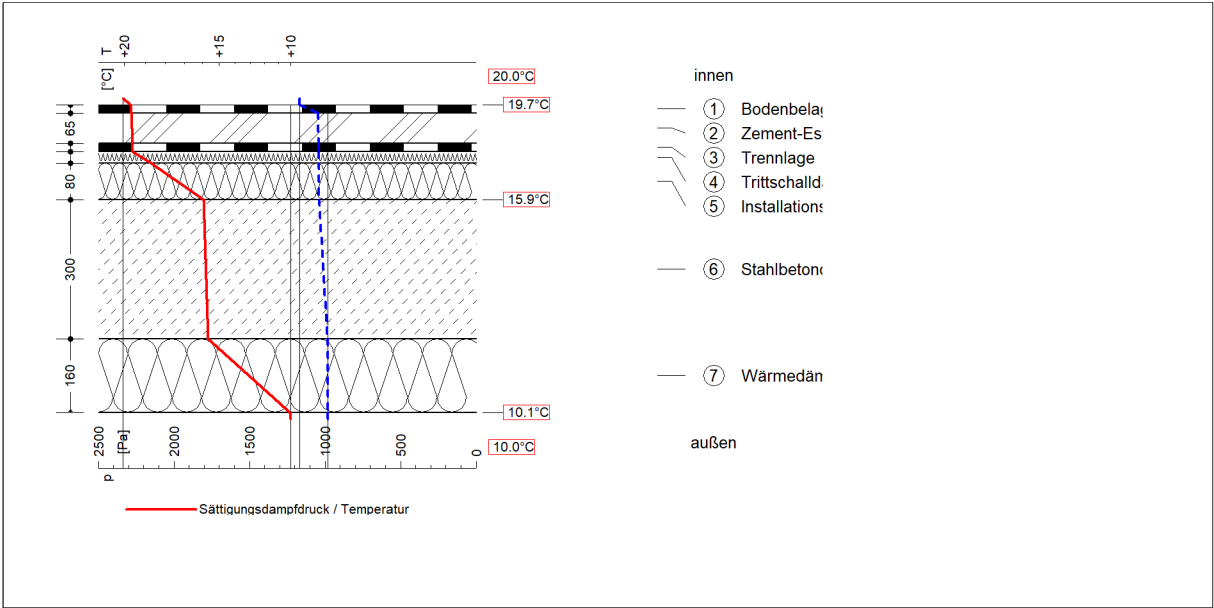 T
[°C]
+20
+15
+10
20.0°C
19.7°C
65
80
15.9°C
300
160
10.1°C
2500
[Pa]
2000
1500
1000
500
0
10.0°C
p
Sättigungsdampfdruck / Temperatur
innen
1 Bodenbelag
2 Zement-Es
3 Trennlage
4 Trittschalld
5 Installations
6 Stahlbeton
7 Wärmedäm
außen